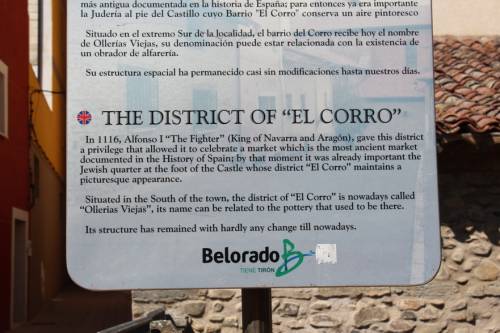 más antigua documentada en la historia de España; para entonces ya era importante
la Judería al pie del Castillo cuyo Barrio "El Corro" conserva un aire pintoresco
Situado en el extremo Sur de la localidad, el barrio del Corro recibe hoy el nombre
de Ollerías Viejas, su denominación puede estar relacionada con la existencia de
un obrador de alfarería.
Su estructura espacial ha permanecido casi sin modificaciones hasta nuestros días.
THE DISTRICT OF “EL CORRO”
In 1116, Alfonso I “The Fighter” (King of Navarra and Aragón), gave this district
a privilege that allowed it to celebrate a market which is the most ancient market
documented in the History of Spain; by that moment it was already important the
Jewish quarter at the foot of the Castle whose district “El Corro” maintains a
picturesque appearance.
Situated in the South of the town, the district of “El Corro” is nowadays called
“Ollerias Viejas”, its name can be related to the pottery that used to be there.
Its structure has remained with hardly any change till nowadays.
Belorado
TIENE TIRÓN